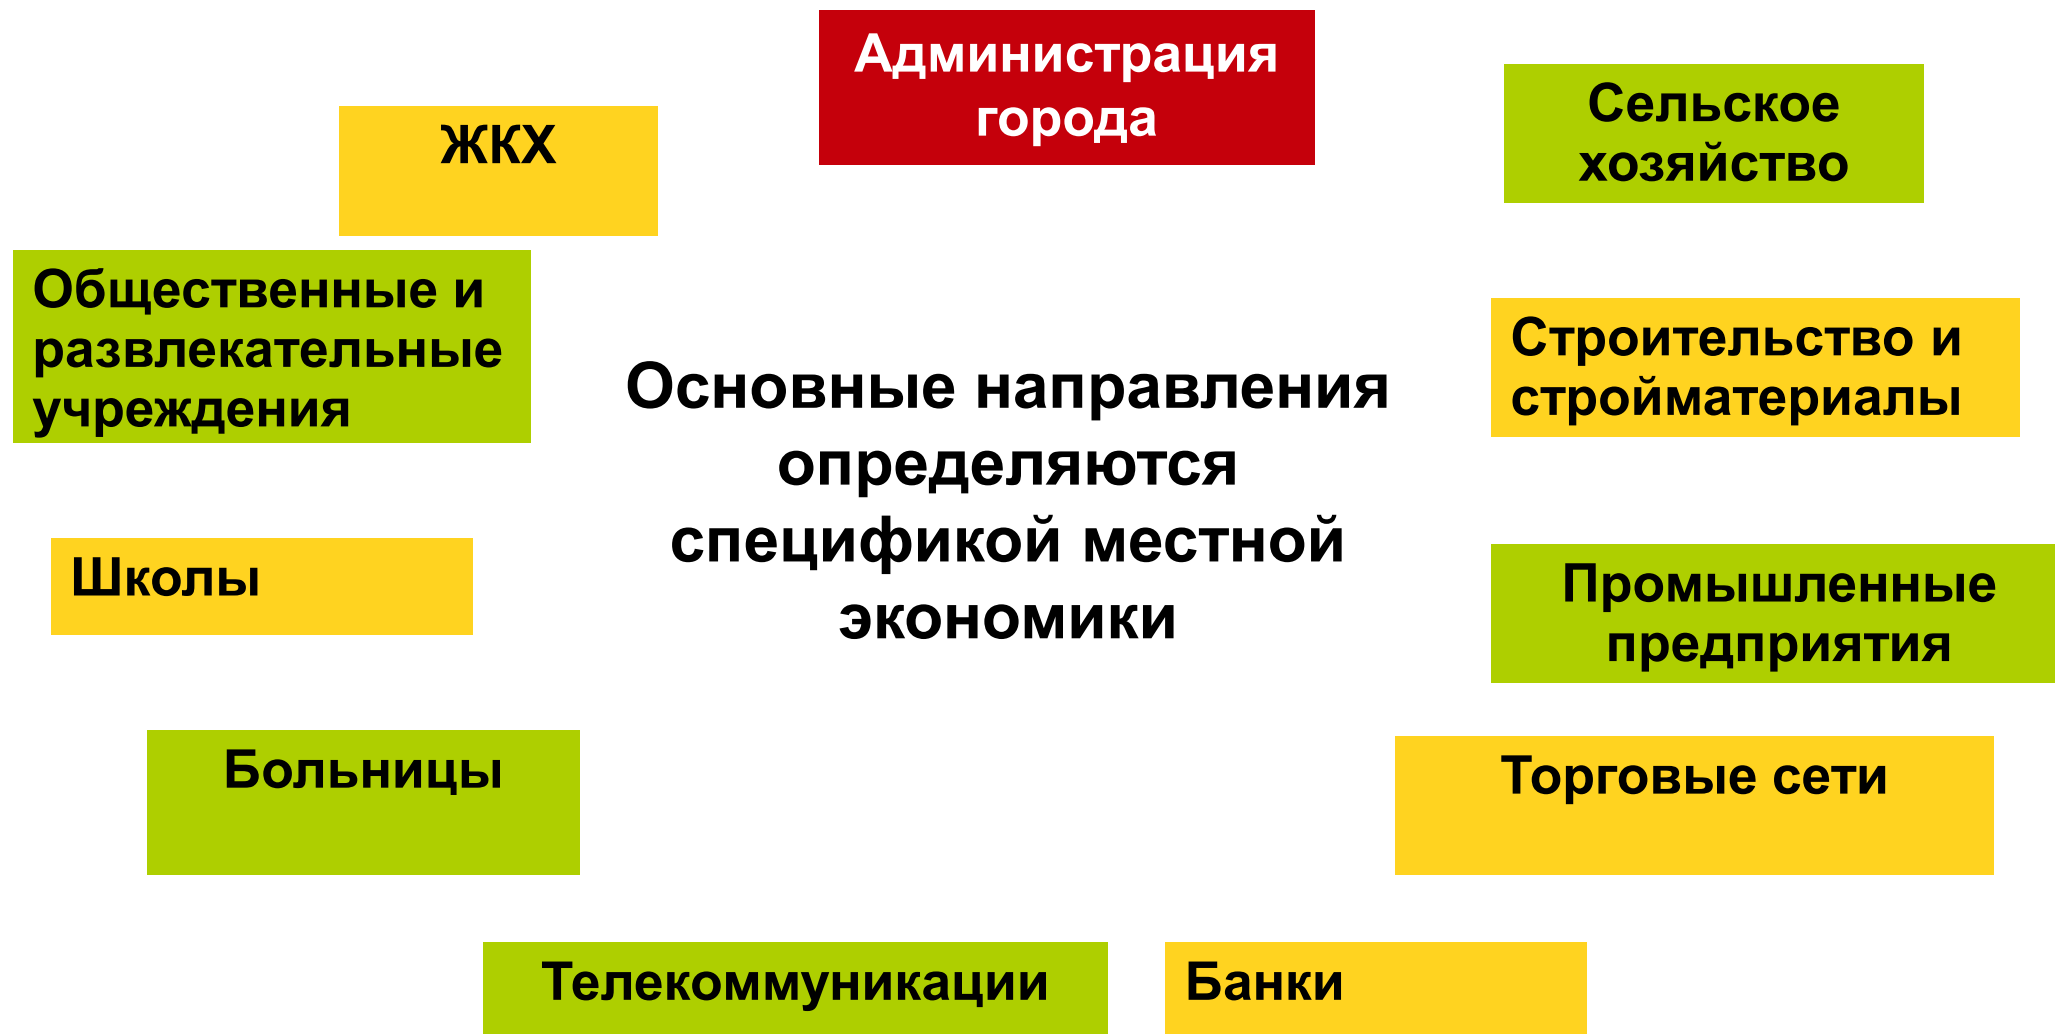 Администрация
города
Сельское
хозяйство
ЖКХ
Общественные и
развлекательные
учреждения
Строительство и
стройматериалы
Основные направления
определяются
спецификой местной
экономики
Школы
Промышленные
предприятия
Больницы
Торговые сети
Телекоммуникации
Банки